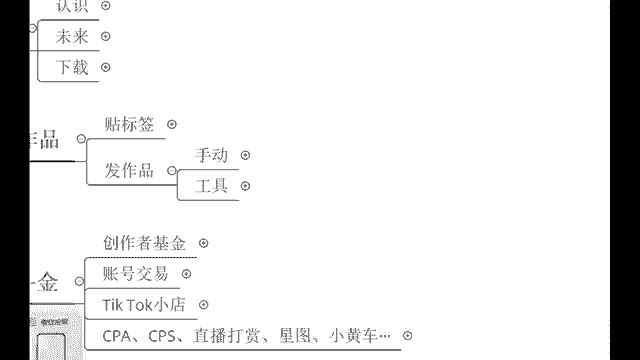 认识
未来
下载
作品
贴标签
发作品
手动
工具
金
创作者基金
账号交易
Tik Tok小店
CPA、CPS、直播打赏、星图、小黄车…